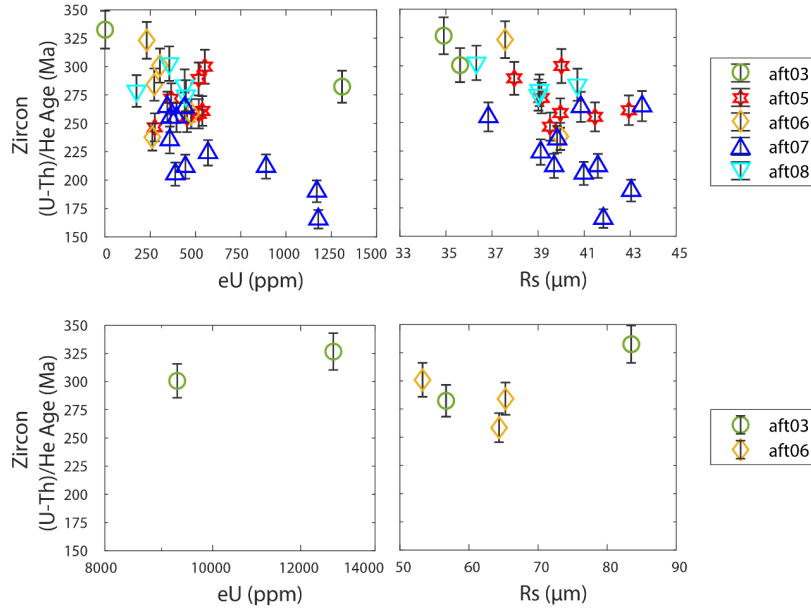 350
325
300
275
250
225
200
175
150
Zircon
(U-Th)/He Age (Ma)
0 250 500 750 1000 1250 1500
eU (ppm)
33 35 37 39 41 43 45
Rs (µm)
aft03
aft05
aft06
aft07
aft08
350
325
300
275
250
225
200
175
150
Zircon
(U-Th)/He Age (Ma)
8000 10000 12000 14000
eU (ppm)
50 60 70 80 90
Rs (µm)
aft03
aft06